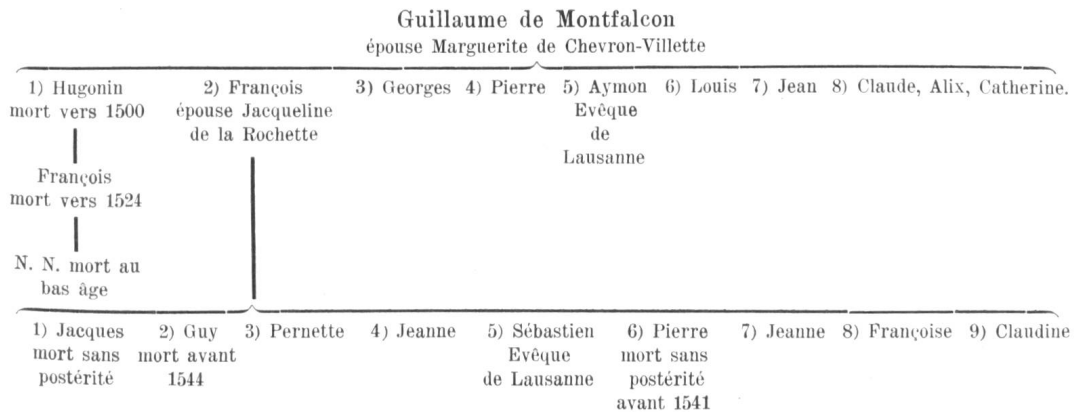 Guillaume de Montfalcon
épouse Marguerite de Chevron-Villette
1) Hugonin
mort vers 1500
François
mort vers 1524
N. N. mort au
bas âge
2) François
épouse Jacqueline
de la Rochette
3) Georges
4) Pierre
5) Aymon
Evêque
de
Lausanne
6) Louis
7) Jean
8) Claude, Alix, Catherine.
1) Jacques
mort sans
postérité
2) Guy
mort avant
1544
3) Pernette
4) Jeanne
5) Sébastien
Evêque
de Lausanne
6) Pierre
mort sans
postérité
avant 1541
7) Jeanne
8) Françoise
9) Claudine